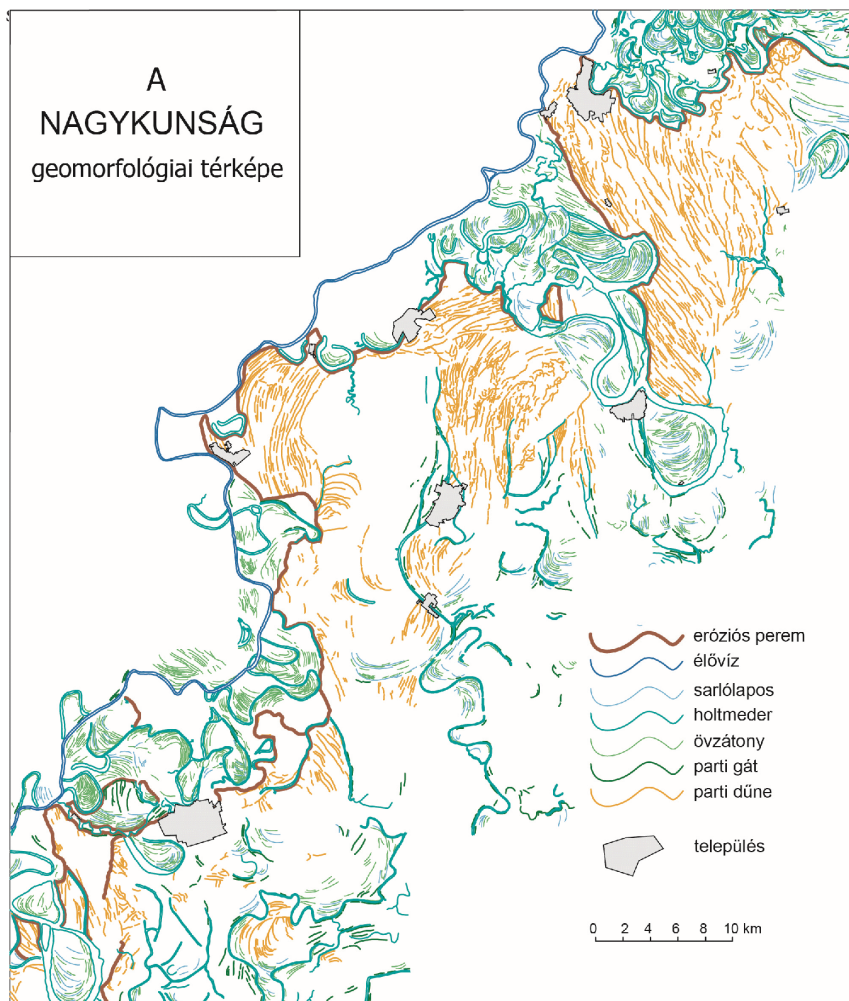 A
NAGYKUNSÁG
geomorfológiai térképe
eróziós perem
élővíz
sarlólapos
holtmeder
övzátony
parti gát
parti dűne
település
0 2 4 6 8 10 km